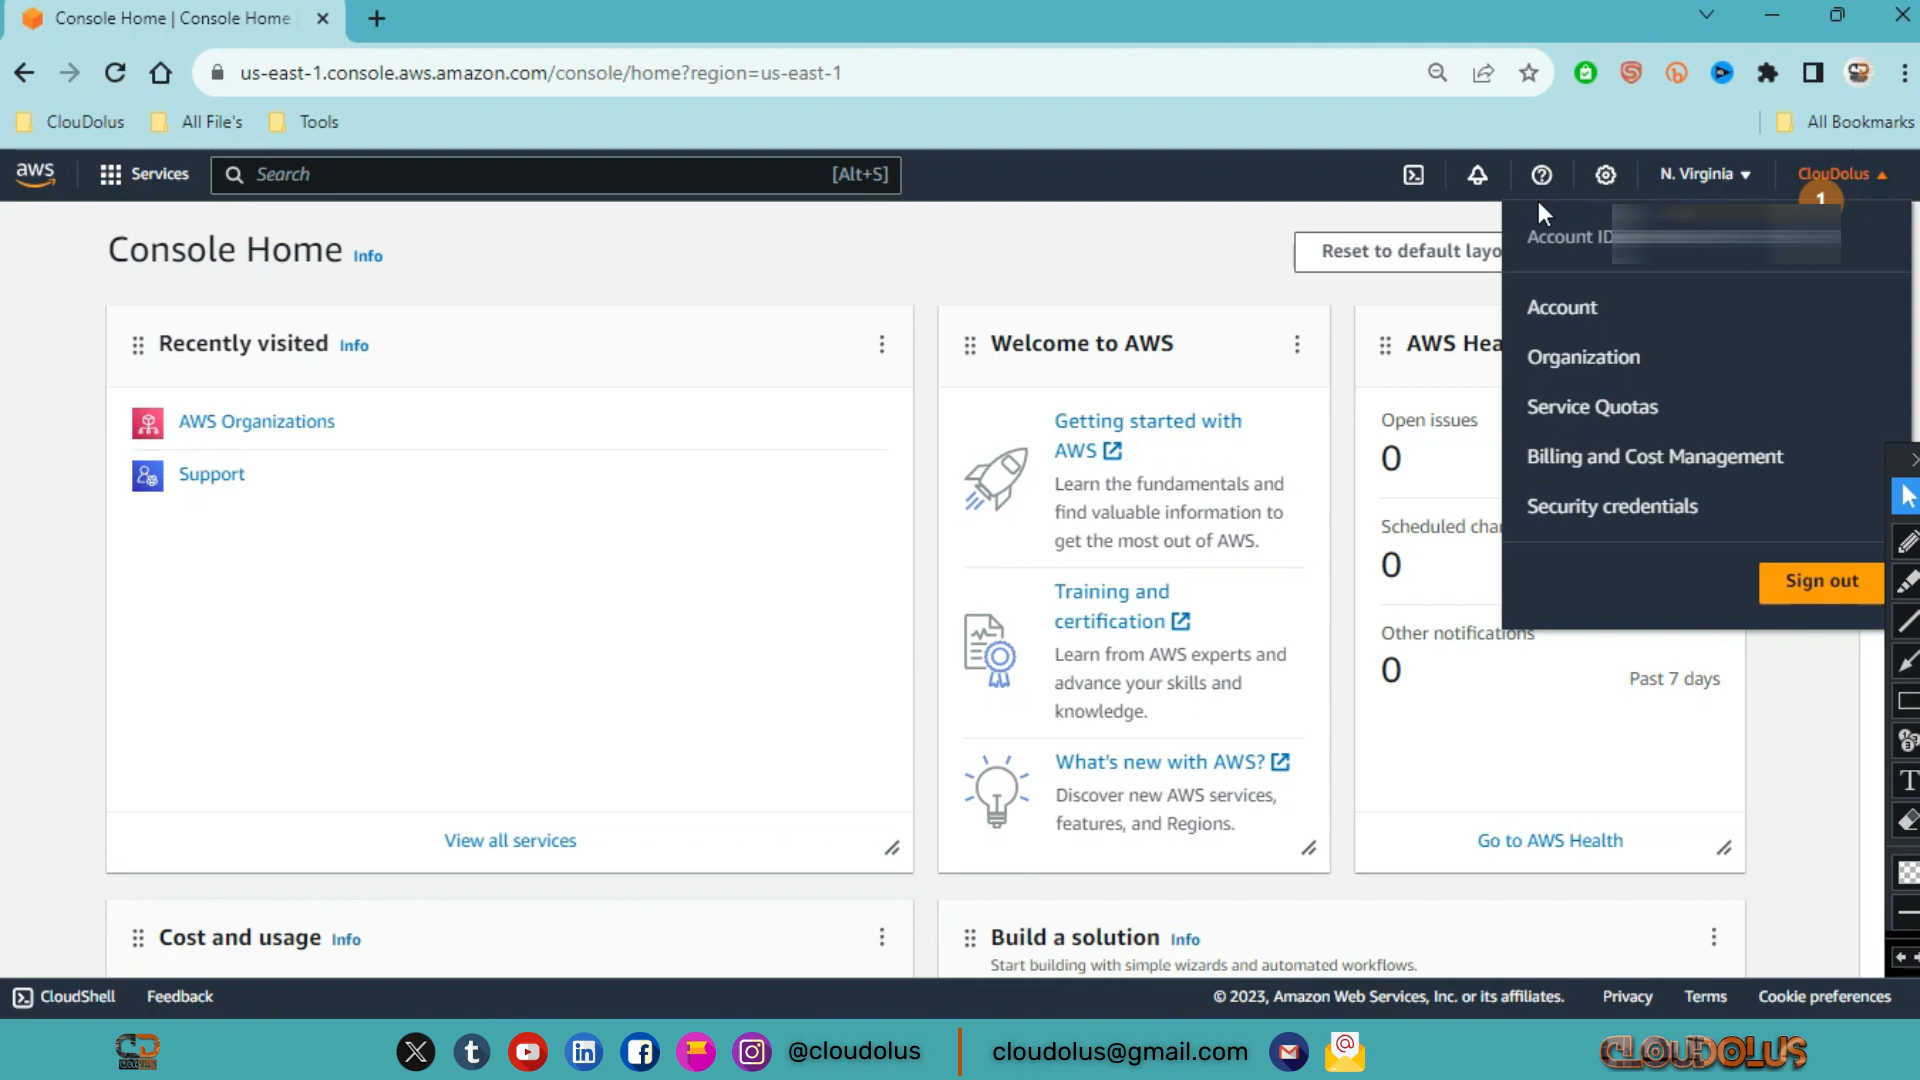 Console Home | Console Home
us-east-1.console.aws.amazon.com/console/home?region=us-east-1
ClouDolus
All File's
Tools
All Bookmarks
aws
Services
Search
[Alt+S]
N. Virginia
ClouDolus
1
Account ID
Console Home Info
Reset to default layo
Account
Organization
Service Quotas
Billing and Cost Management
Security credentials
Sign out
Recently visited Info
AWS Organizations
Support
View all services
Welcome to AWS
Getting started with
AWS
Learn the fundamentals and
find valuable information to
get the most out of AWS.
Training and
certification
Learn from AWS experts and
advance your skills and
knowledge.
What's new with AWS?
Discover new AWS services,
features, and Regions.
AWS Hea
Open issues
0
Scheduled chan
0
Other notifications
0
Past 7 days
Go to AWS Health
Cost and usage Info
Build a solution Info
Start building with simple wizards and automated workflows.
CloudShell
Feedback
© 2023, Amazon Web Services, Inc. or its affiliates.
Privacy
Terms
Cookie preferences
@cloudolus
cloudolus@gmail.com
CLOUDOLUS